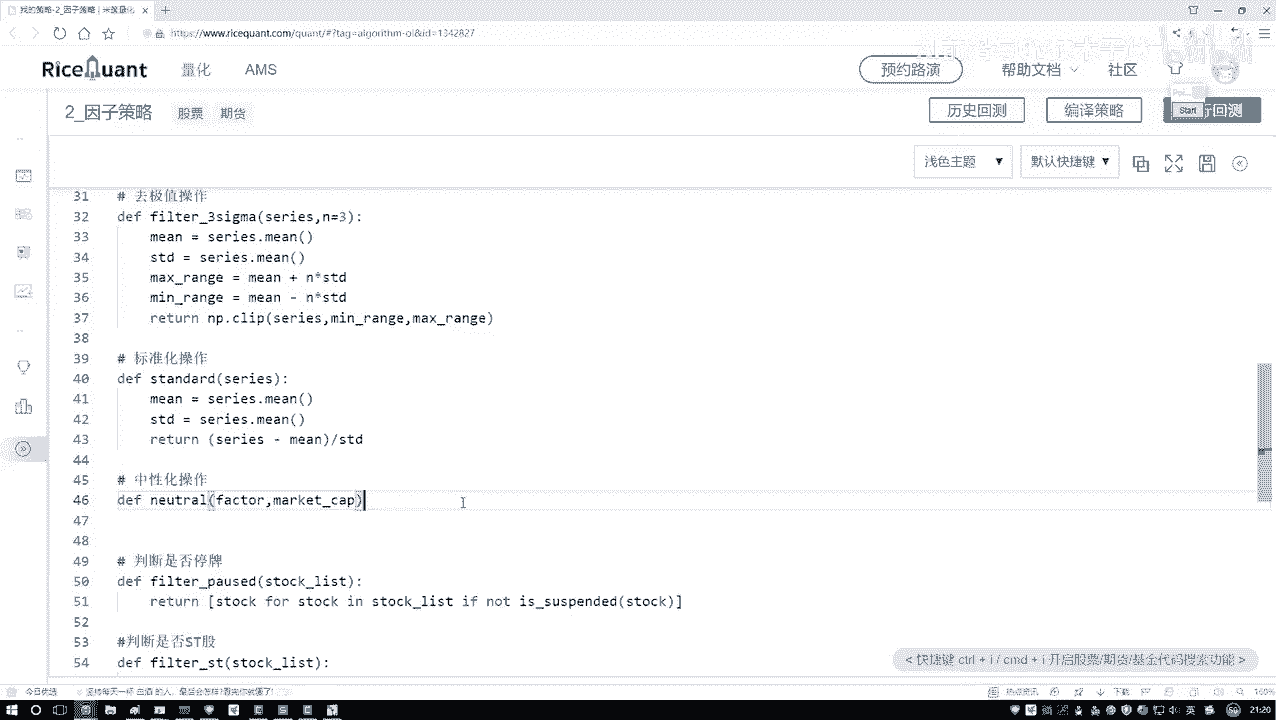 我的策略-2_因子策略
https://www.ricequant.com/quant/#?tag=algorithm-ol&id=1342827
RiceQuant 量化 AMS 预约路演 帮助文档 社区
2_因子策略 股票 期货 历史回测 编译策略 回测
Start
浅色主题 默认快捷键
31 # 去极值操作
32 def filter_3sigma(series,n=3):
33 mean = series.mean()
34 std = series.mean()
35 max_range = mean + n*std
36 min_range = mean - n*std
37 return np.clip(series,min_range,max_range)
38
39 # 标准化操作
40 def standard(series):
41 mean = series.mean()
42 std = series.mean()
43 return (series - mean)/std
44
45 # 中性化操作
46 def neutral(factor,market_cap)
47
48
49 # 判断是否停牌
50 def filter_paused(stock_list):
51 return [stock for stock in stock_list if not is_suspended(stock)]
52
53 #判断是否ST股
54 def filter_st(stock_list):
< 快捷键 ctrl + i / cmd + i 开启股票/期货/基金代码搜索功能 >
今日优选
21:20